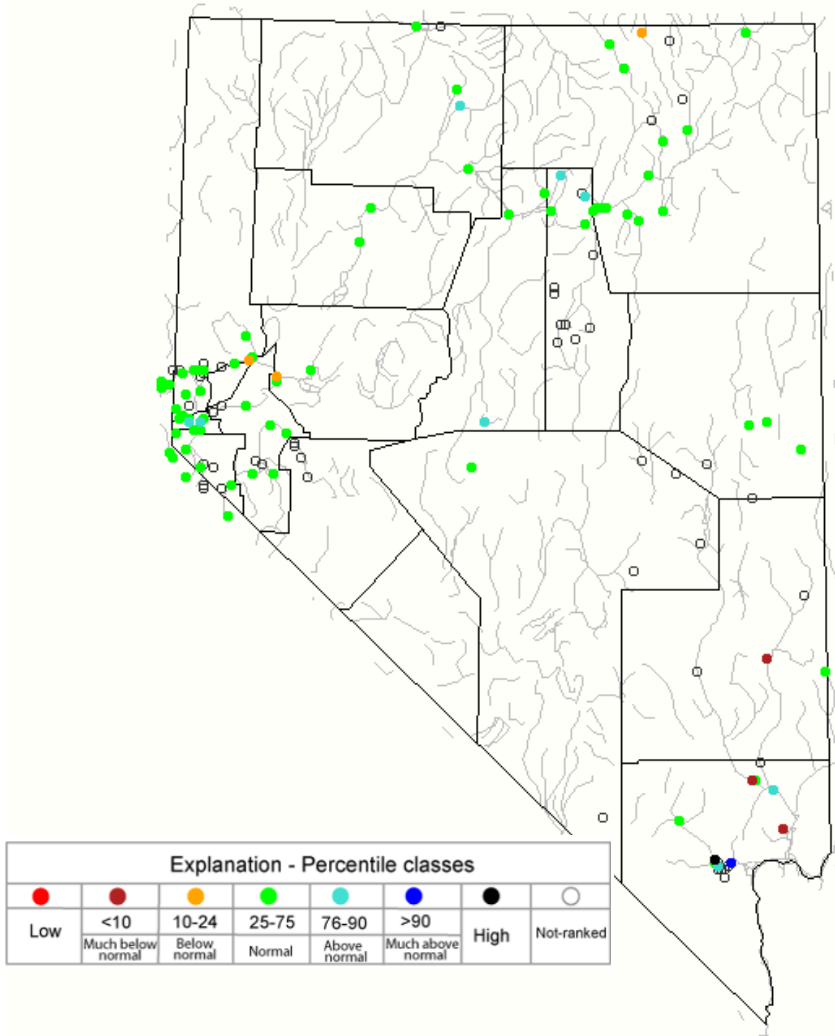 Explanation - Percentile classes
Low <10 10-24 25-75 76-90 >90 High Not-ranked
Much below normal Below normal Normal Above normal Much above normal